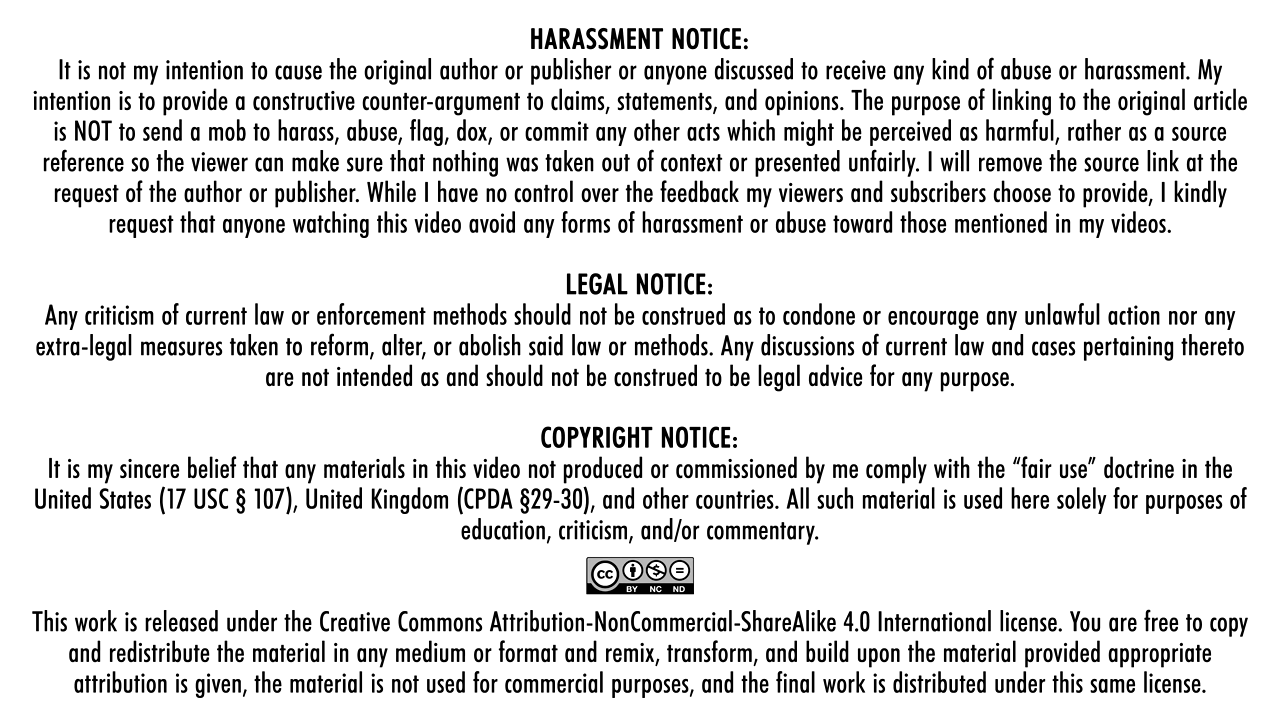 HARASSMENT NOTICE:
It is not my intention to cause the original author or publisher or anyone discussed to receive any kind of abuse or harassment. My
intention is to provide a constructive counter-argument to claims, statements, and opinions. The purpose of linking to the original article
is NOT to send a mob to harass, abuse, flag, dox, or commit any other acts which might be perceived as harmful, rather as a source
reference so the viewer can make sure that nothing was taken out of context or presented unfairly. I will remove the source link at the
request of the author or publisher. While I have no control over the feedback my viewers and subscribers choose to provide, I kindly
request that anyone watching this video avoid any forms of harassment or abuse toward those mentioned in my videos.
LEGAL NOTICE:
Any criticism of current law or enforcement methods should not be construed as to condone or encourage any unlawful action nor any
extra-legal measures taken to reform, alter, or abolish said law or methods. Any discussions of current law and cases pertaining thereto
are not intended as and should not be construed to be legal advice for any purpose.
COPYRIGHT NOTICE:
It is my sincere belief that any materials in this video not produced or commissioned by me comply with the “fair use” doctrine in the
United States (17 USC § 107), United Kingdom (CPDA §29-30), and other countries. All such material is used here solely for purposes of
education, criticism, and/or commentary.
cc BY NC ND
This work is released under the Creative Commons Attribution-NonCommercial-ShareAlike 4.0 International license. You are free to copy
and redistribute the material in any medium or format and remix, transform, and build upon the material provided appropriate
attribution is given, the material is not used for commercial purposes, and the final work is distributed under this same license.